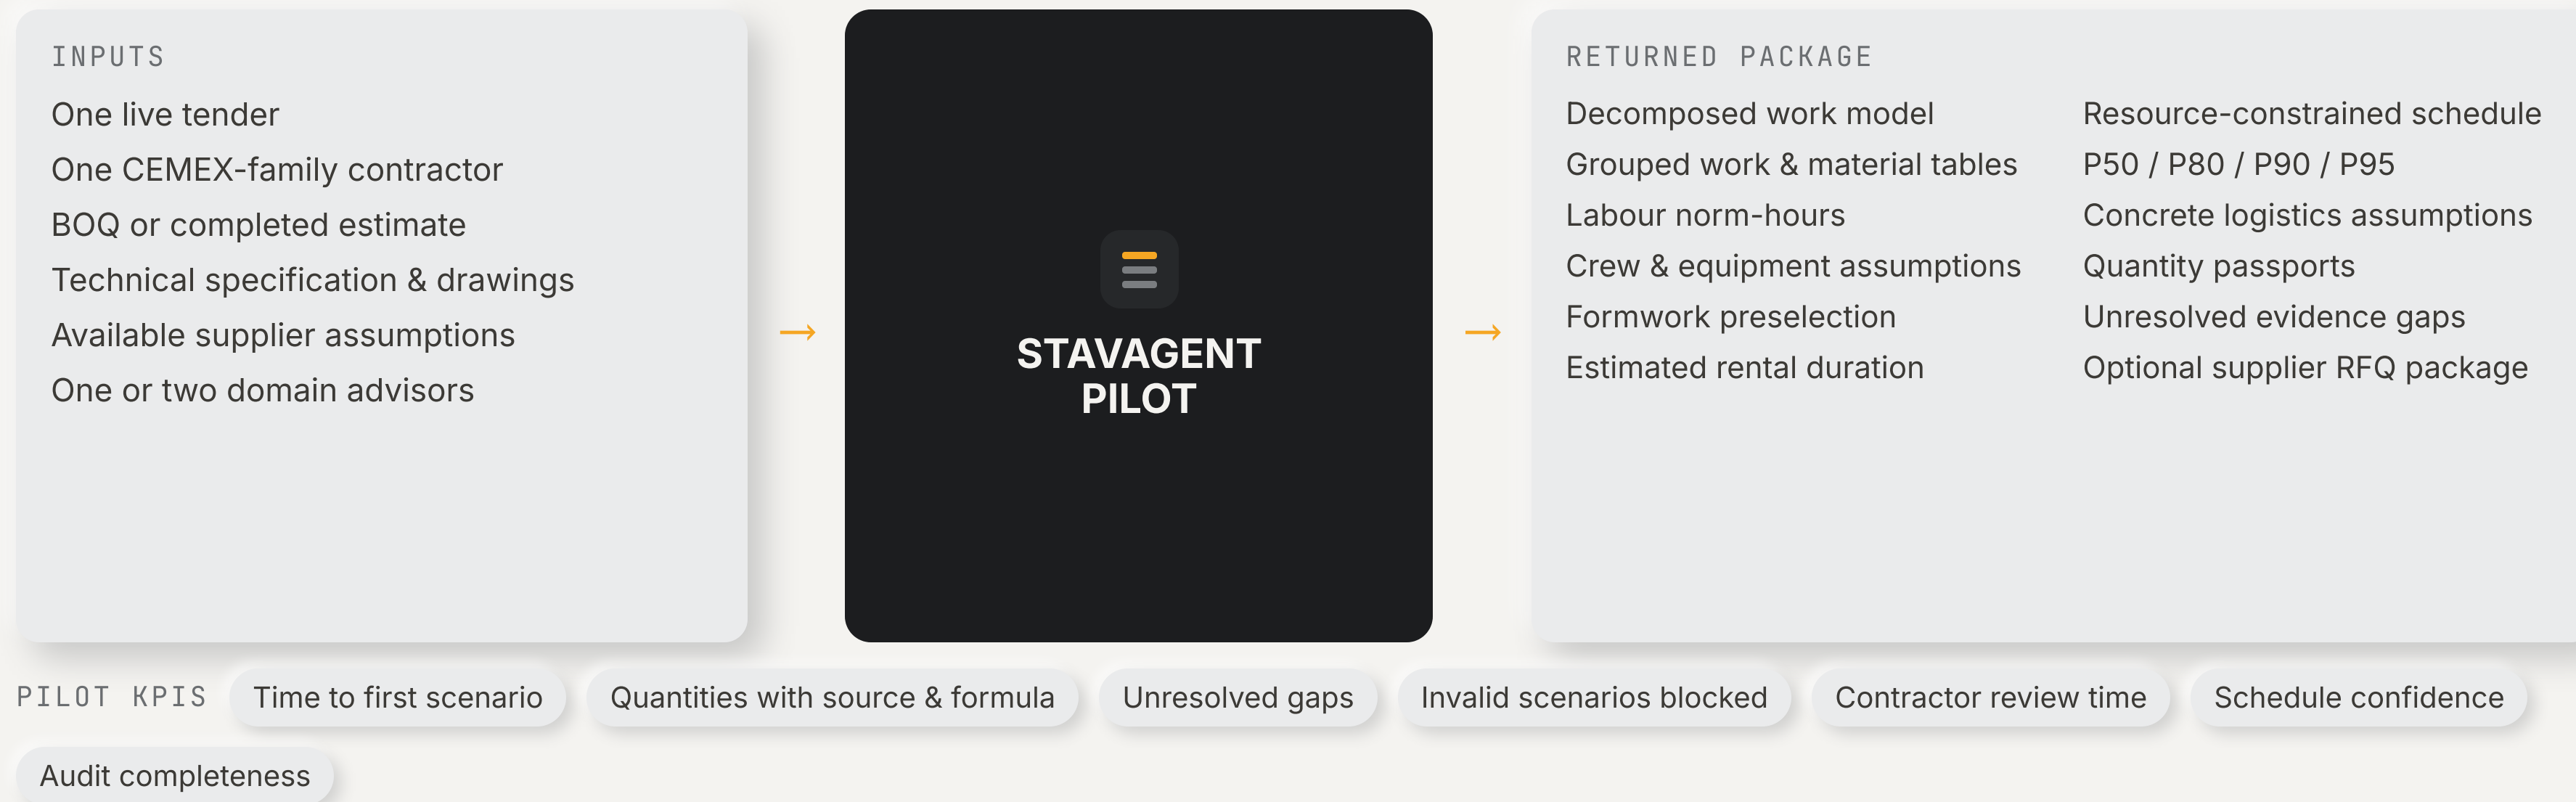 INPUTS
One live tender
One CEMEX-family contractor
BOQ or completed estimate
Technical specification & drawings
Available supplier assumptions
One or two domain advisors
→
STAVAGENT
PILOT
→
RETURNED PACKAGE
Decomposed work model
Grouped work & material tables
Labour norm-hours
Crew & equipment assumptions
Formwork preselection
Estimated rental duration
Resource-constrained schedule
P50 / P80 / P90 / P95
Concrete logistics assumptions
Quantity passports
Unresolved evidence gaps
Optional supplier RFQ package
PILOT KPIS
Time to first scenario
Quantities with source & formula
Unresolved gaps
Invalid scenarios blocked
Contractor review time
Schedule confidence
Audit completeness